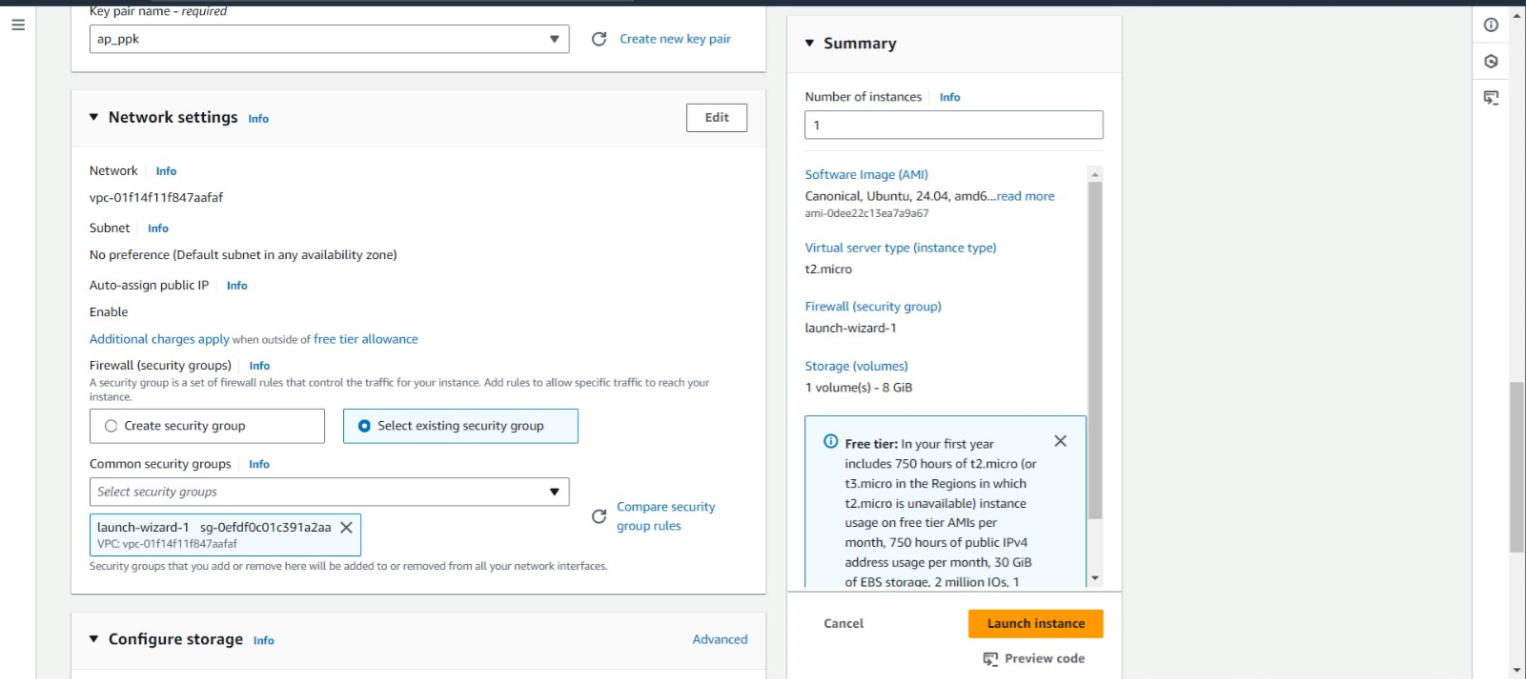 Key pair name - required
ap_ppk
Create new key pair
Network settings Info
Edit
Network Info
vpc-01f14f11f847aafaf
Subnet Info
No preference (Default subnet in any availability zone)
Auto-assign public IP Info
Enable
Additional charges apply when outside of free tier allowance
Firewall (security groups) Info
A security group is a set of firewall rules that control the traffic for your instance. Add rules to allow specific traffic to reach your
instance.
Create security group
Select existing security group
Common security groups Info
Select security groups
launch-wizard-1 sg-0efdf0c01c391a2aa
VPC: vpc-01f14f11f847aafaf
Compare security
group rules
Security groups that you add or remove here will be added to or removed from all your network interfaces.
Configure storage Info
Advanced
Summary
Number of instances Info
1
Software Image (AMI)
Canonical, Ubuntu, 24.04, amd6...read more
ami-0dee22c13ea7a9a67
Virtual server type (instance type)
t2.micro
Firewall (security group)
launch-wizard-1
Storage (volumes)
1 volume(s) - 8 GiB
Free tier: In your first year
includes 750 hours of t2.micro (or
t3.micro in the Regions in which
t2.micro is unavailable) instance
usage on free tier AMIs per
month, 750 hours of public IPv4
address usage per month, 30 GiB
of EBS storage, 2 million IOs, 1
Cancel
Launch instance
Preview code